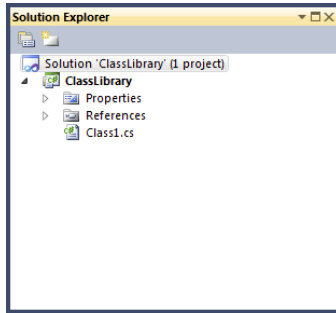 Solution Explorer
Solution 'ClassLibrary' (1 project)
ClassLibrary
Properties
References
Class1.cs